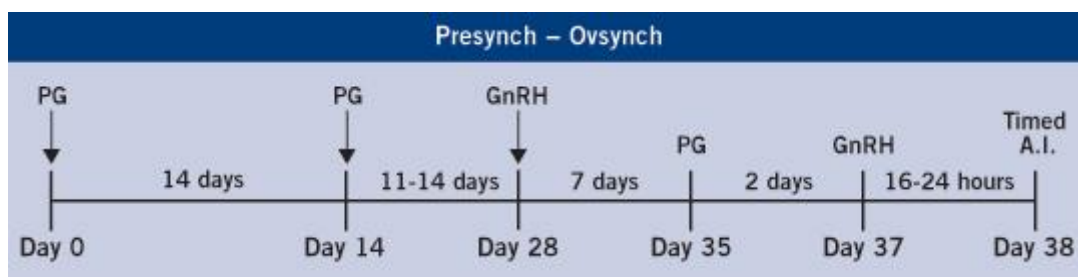 Presynch – Ovsynch
PG PG GnRH
Timed
PG GnRH A.I.
14 days 11-14 days 7 days 2 days 16-24 hours
Day 0 Day 14 Day 28 Day 35 Day 37 Day 38